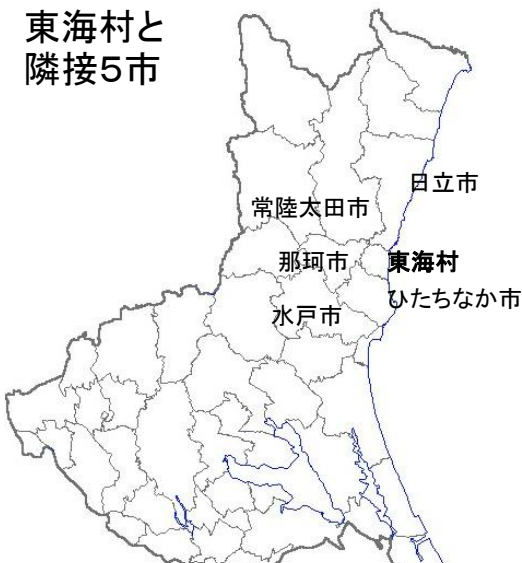 東海村と
隣接5市
日立市
常陸太田市
那珂市
東海村
ひたちなか市
水戸市